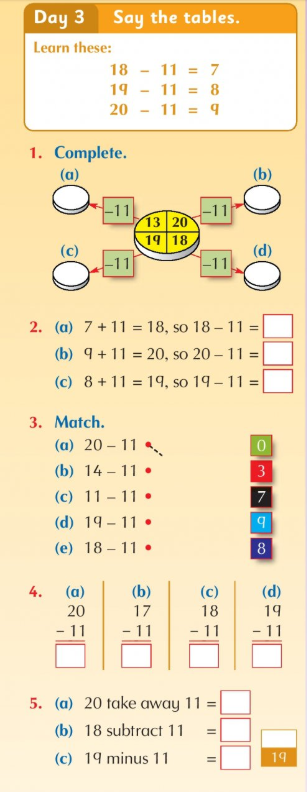 Day 3 Say the tables.
Learn these:
18 – 11 = 7
19 – 11 = 8
20 – 11 = 9
1. Complete.
(a) (b)
–11 –11
13 20
19 18
(c) (d)
–11 –11
2. (a) 7 + 11 = 18, so 18 – 11 =
(b) 9 + 11 = 20, so 20 – 11 =
(c) 8 + 11 = 19, so 19 – 11 =
3. Match.
(a) 20 – 11 0
(b) 14 – 11 3
(c) 11 – 11 7
(d) 19 – 11 9
(e) 18 – 11 8
4. (a) (b) (c) (d)
20 17 18 19
– 11 – 11 – 11 – 11
5. (a) 20 take away 11 =
(b) 18 subtract 11 =
(c) 19 minus 11 =
19